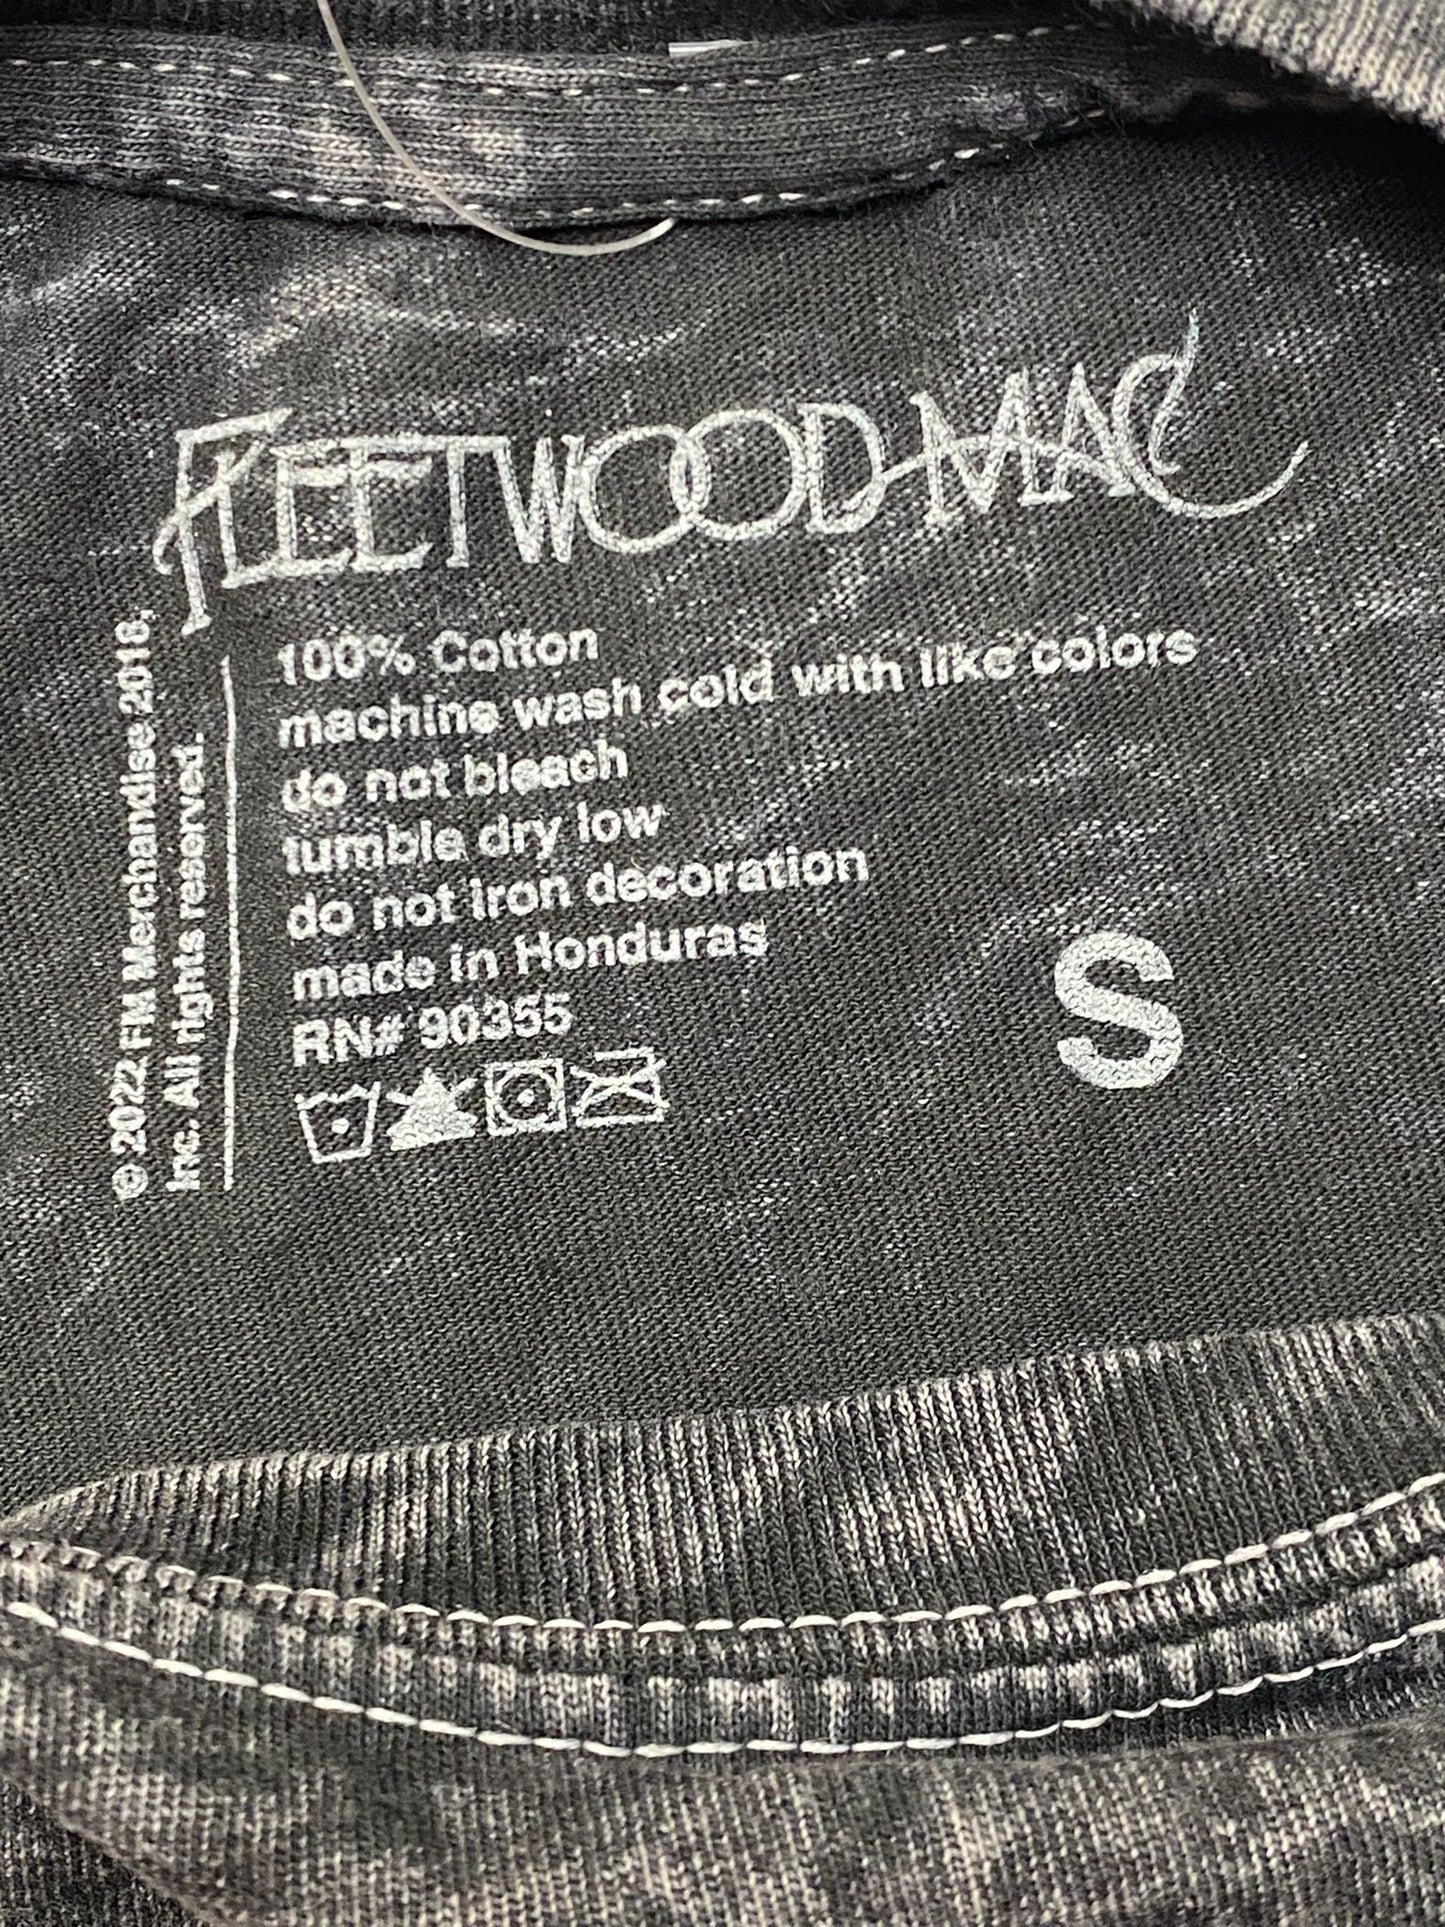 FLEETWOOD MAC
100% Cotton
machine wash cold with like colors
do not bleach
tumble dry low
do not iron decoration
made in Honduras
RN# 90355
S
© 2022 FM Merchandise 2018,
Inc. All rights reserved.